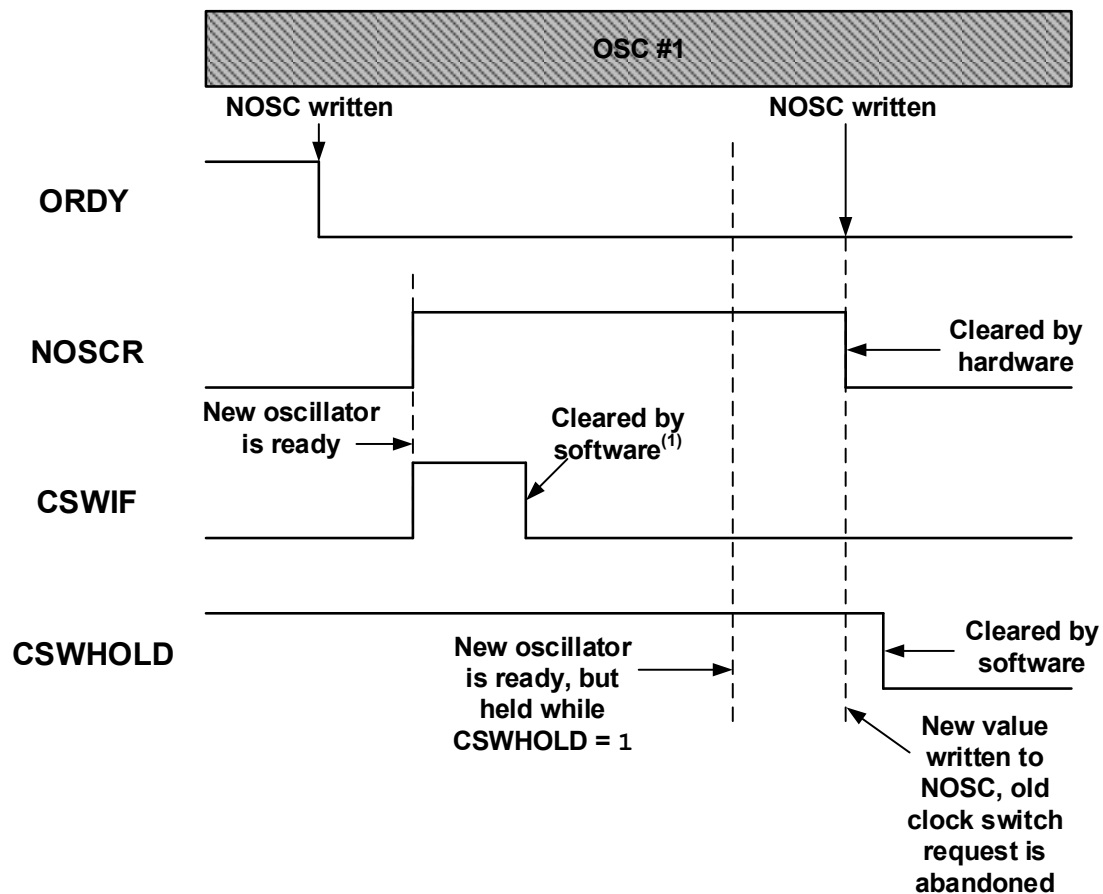 OSC #1
NOSC written
NOSC written
ORDY
NOSCR
Cleared by
hardware
New oscillator
is ready
Cleared by
software(1)
CSWIF
CSWHOLD
New oscillator
is ready, but
held while
CSWHOLD = 1
Cleared by
software
New value
written to
NOSC, old
clock switch
request is
abandoned